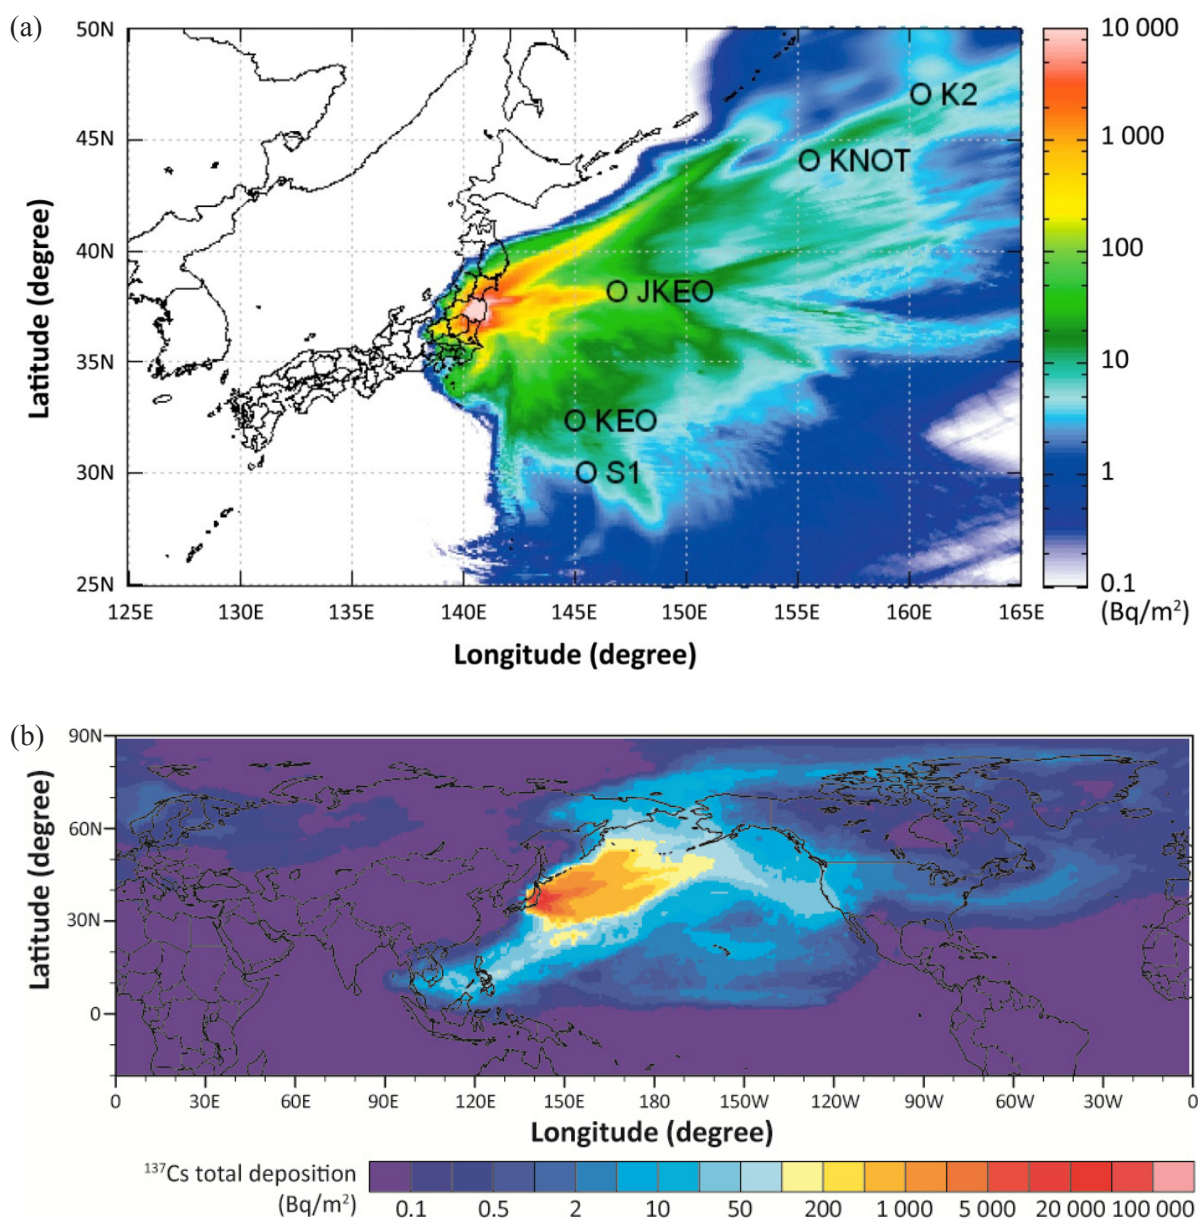 (a)
50N
45N
40N
35N
30N
25N
Latitude (degree)
O K2
O KNOT
O JKEO
O KEO
O S1
125E 130E 135E 140E 145E 150E 155E 160E 165E
Longitude (degree)
10 000
1 000
100
10
1
0.1
(Bq/m²)
(b)
90N
60N
30N
0
Latitude (degree)
0 30E 60E 90E 120E 150E 180 150W 120W 90W 60W 30W 0
Longitude (degree)
¹³⁷Cs total deposition
(Bq/m²)
0.1 0.5 2 10 50 200 1 000 5 000 20 000 100 000